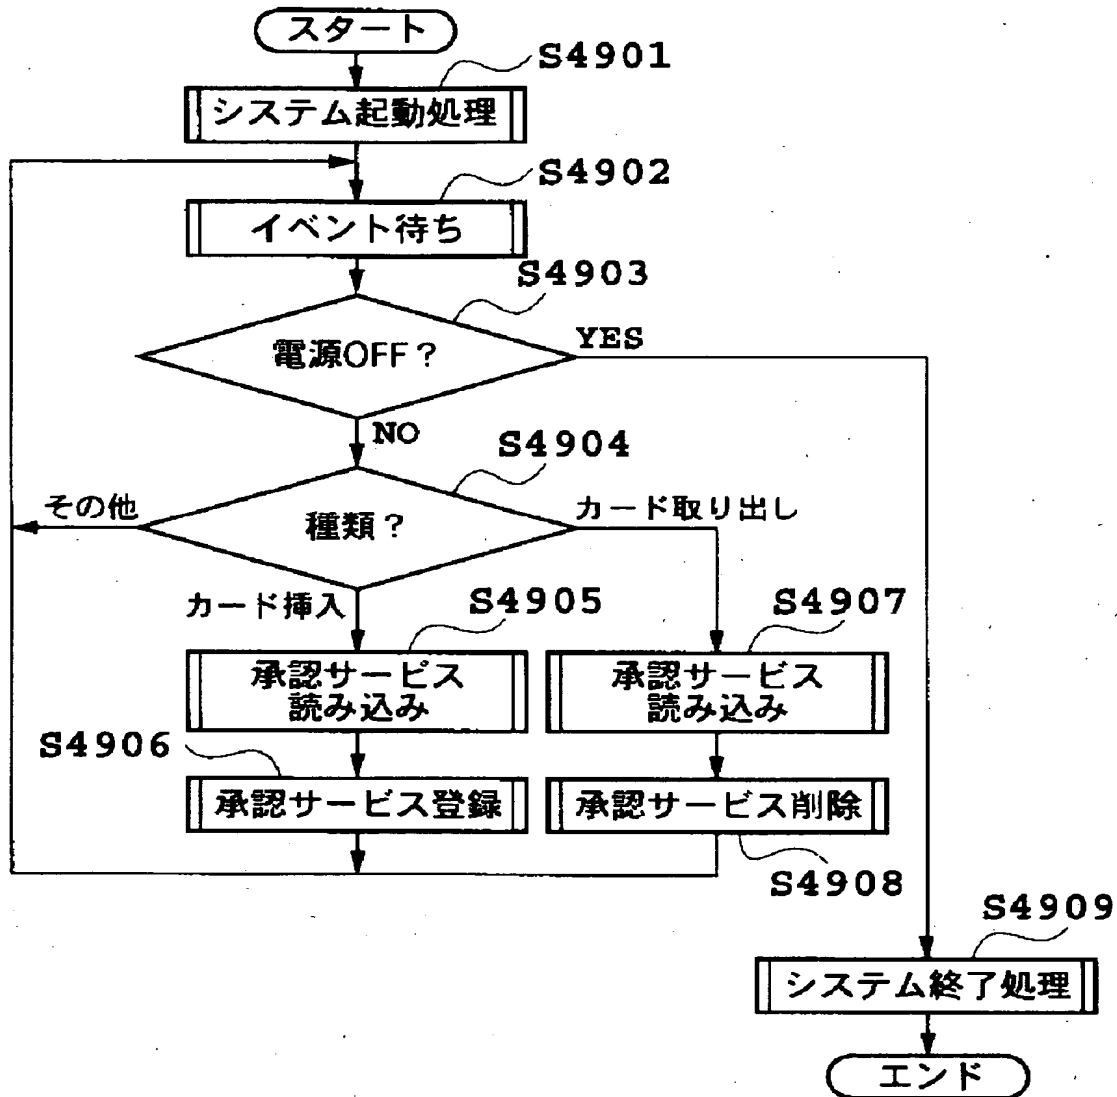 スタート
S4901
システム起動処理
S4902
イベント待ち
S4903
電源OFF?
YES
NO
S4904
その他
種類?
カード取り出し
カード挿入
S4905
S4907
承認サービス
読み込み
承認サービス
読み込み
S4906
承認サービス登録
承認サービス削除
S4908
S4909
システム終了処理
エンド